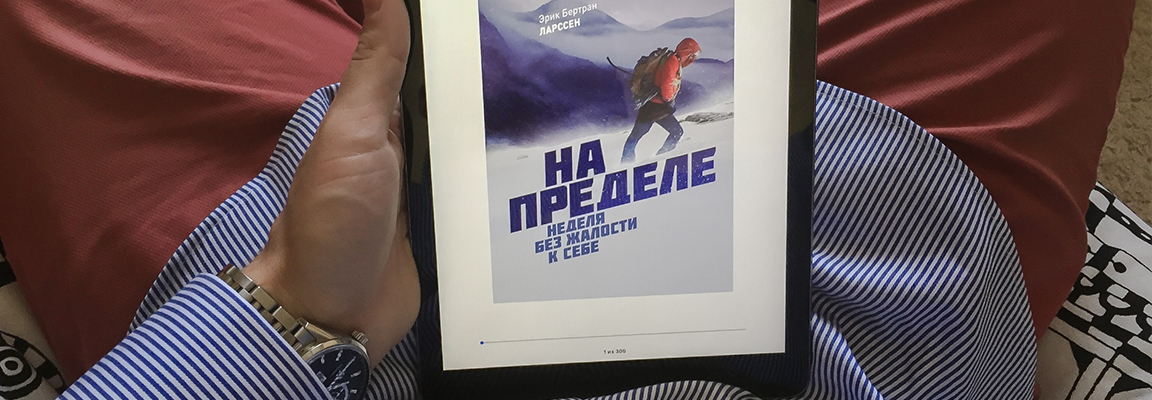 Эрик Бертран
ЛАРССЕН
НА
ПРЕДЕЛЕ
НЕДЕЛЯ
БЕЗ ЖАЛОСТИ
К СЕБЕ
1 из 306